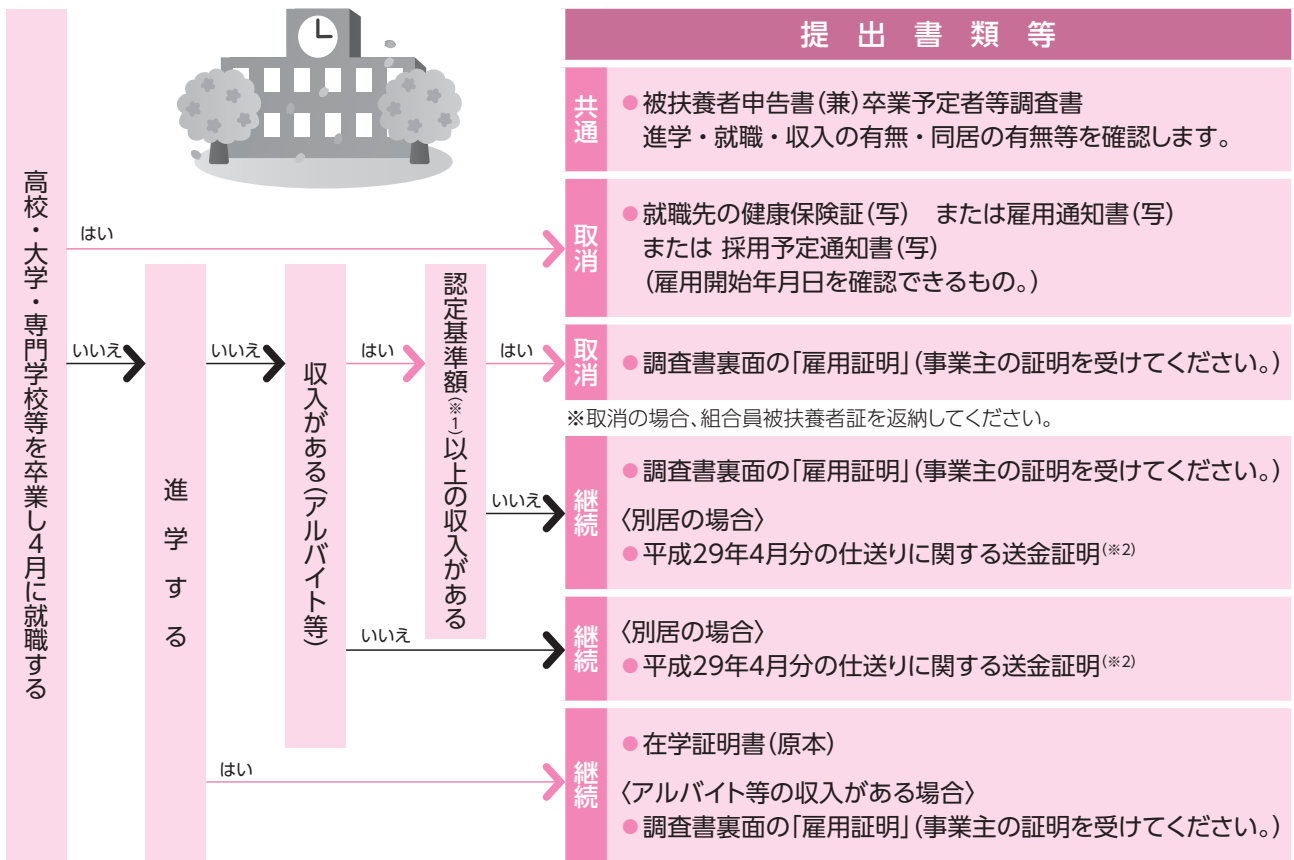 提出書類等
共通
●被扶養者申告書(兼)卒業予定者等調査書
進学・就職・収入の有無・同居の有無等を確認します。
高校・大学・専門学校等を卒業し4月に就職する
はい
取消
●就職先の健康保険証(写)　または雇用通知書(写)
または 採用予定通知書(写)
(雇用開始年月日を確認できるもの。)
いいえ
進学する
いいえ
収入がある(アルバイト等)
はい
認定基準額(※1)以上の収入がある
はい
取消
●調査書裏面の「雇用証明」(事業主の証明を受けてください。)
※取消の場合、組合員被扶養者証を返納してください。
いいえ
継続
●調査書裏面の「雇用証明」(事業主の証明を受けてください。)
〈別居の場合〉
●平成29年4月分の仕送りに関する送金証明(※2)
いいえ
継続
〈別居の場合〉
●平成29年4月分の仕送りに関する送金証明(※2)
はい
継続
●在学証明書(原本)
〈アルバイト等の収入がある場合〉
●調査書裏面の「雇用証明」(事業主の証明を受けてください。)